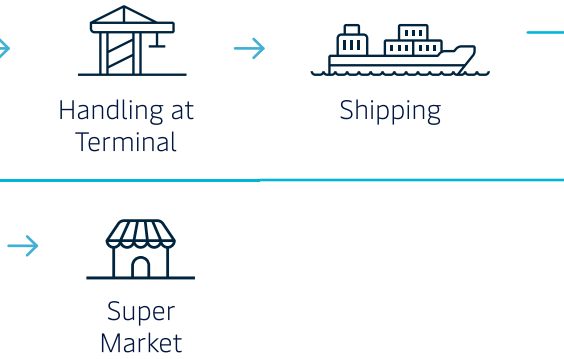 Handling at
Terminal
Shipping
Super
Market